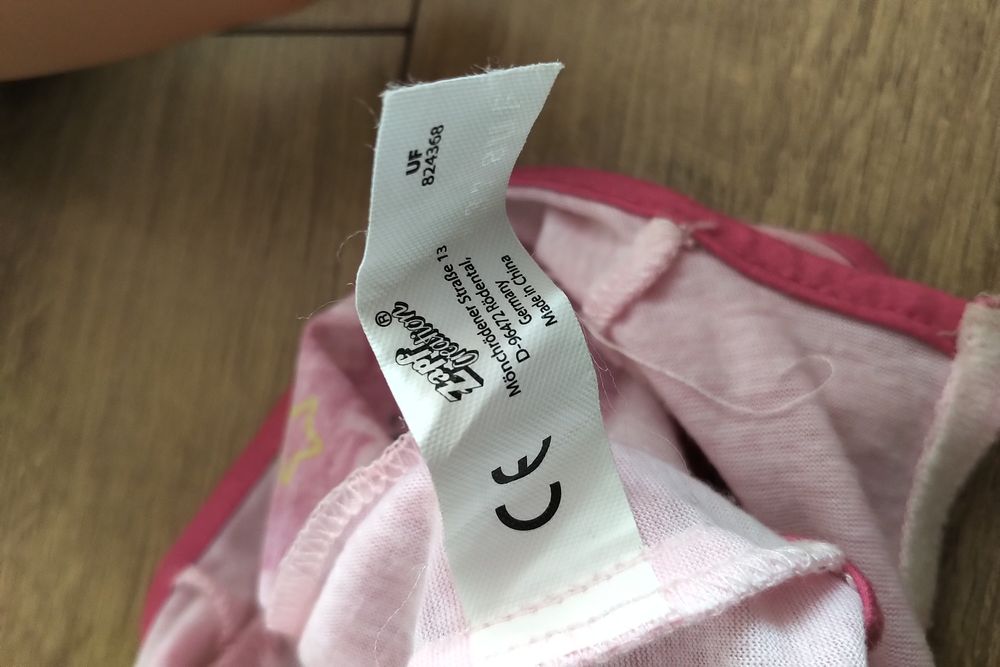 UF
824368
Zapf
Creation®
Mönchrödener Straße 13
D-96472 Rödental,
Germany
Made in China
CE